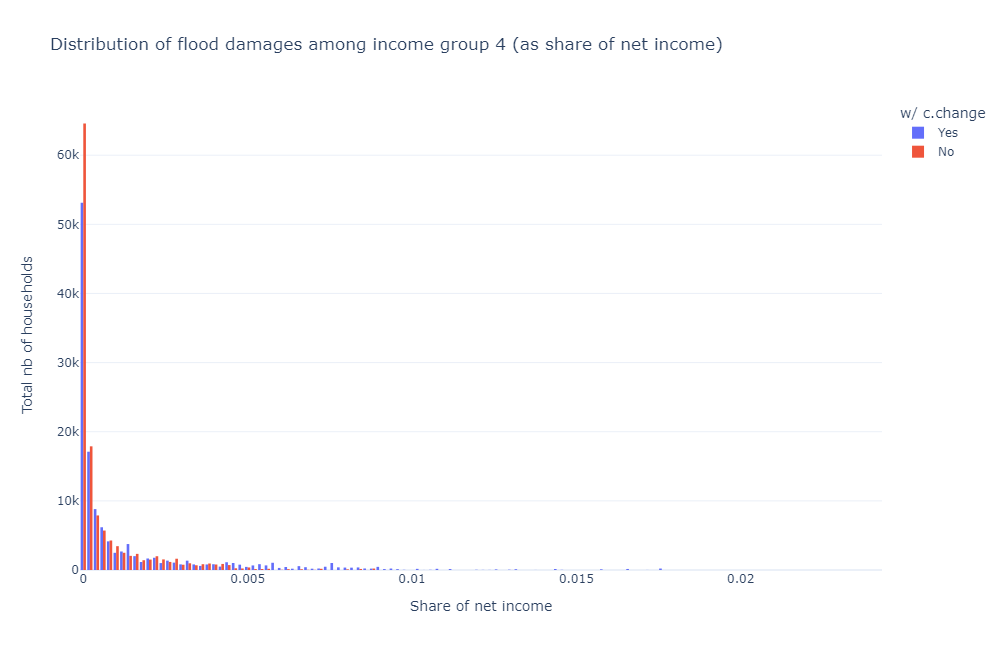 Distribution of flood damages among income group 4 (as share of net income)
w/ c.change
Yes
No
60k
50k
40k
30k
20k
10k
0
Total nb of households
0
0.005
0.01
0.015
0.02
Share of net income